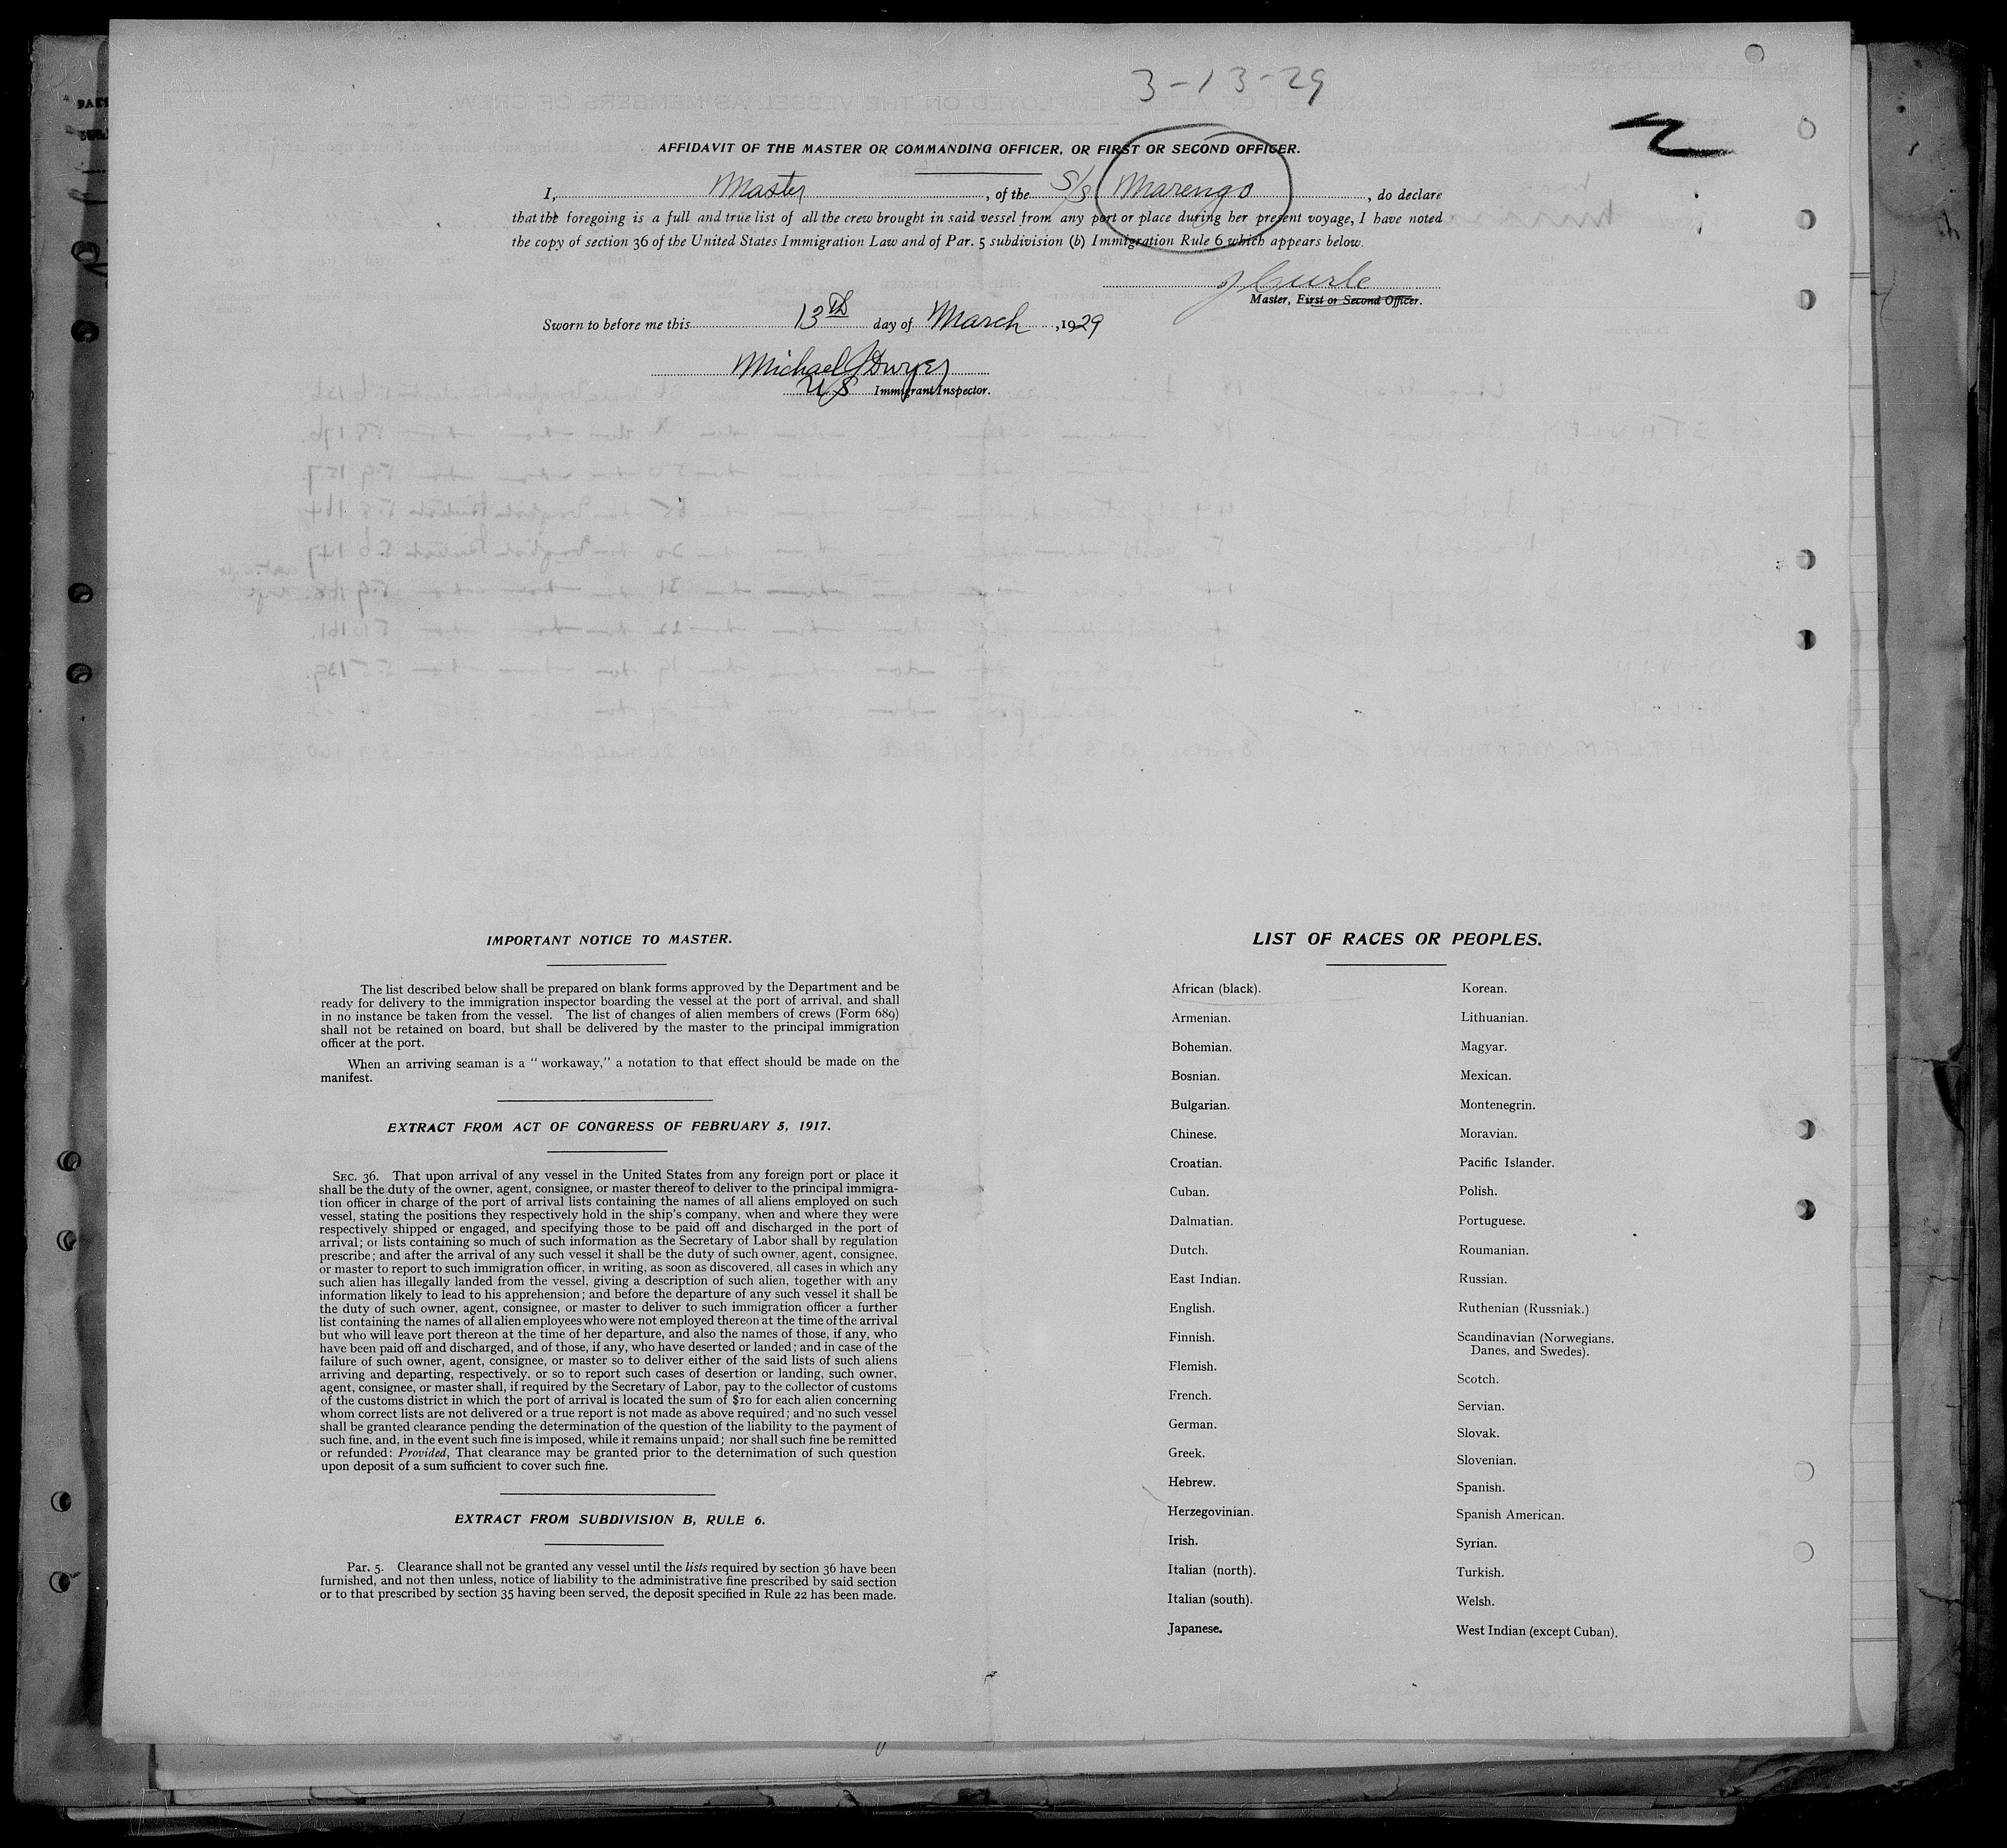 3-13-29
AFFIDAVIT OF THE MASTER OR COMMANDING OFFICER, OR FIRST OR SECOND OFFICER.
I, Master, of the S/S Marengo, do declare
that the foregoing is a full and true list of all the crew brought in said vessel from any port or place during her present voyage, I have noted
the copy of section 36 of the United States Immigration Law and of Par. 5 subdivision (b) Immigration Rule 6 which appears below.
Master, First or Second Officer.
Sworn to before me this 13th day of March, 1929
Michael J Dwyer
US Immigrant Inspector.
IMPORTANT NOTICE TO MASTER.
The list described below shall be prepared on blank forms approved by the Department and be
ready for delivery to the immigration inspector boarding the vessel at the port of arrival, and shall
in no instance be taken from the vessel. The list of changes of alien members of crews (Form 689)
shall not be retained on board, but shall be delivered by the master to the principal immigration
officer at the port.
When an arriving seaman is a "workaway," a notation to that effect should be made on the
manifest.
EXTRACT FROM ACT OF CONGRESS OF FEBRUARY 5, 1917.
SEC. 36. That upon arrival of any vessel in the United States from any foreign port or place it
shall be the duty of the owner, agent, consignee, or master thereof to deliver to the principal immigra-
tion officer in charge of the port of arrival lists containing the names of all aliens employed on such
vessel, stating the positions they respectively hold in the ship's company, when and where they were
respectively shipped or engaged, and specifying those to be paid off and discharged in the port of
arrival; or lists containing so much of such information as the Secretary of Labor shall by regulation
prescribe; and after the arrival of any such vessel it shall be the duty of such owner, agent, consignee,
or master to report to such immigration officer, in writing, as soon as discovered, all cases in which any
such alien has illegally landed from the vessel, giving a description of such alien, together with any
information likely to lead to his apprehension; and before the departure of any such vessel it shall be
the duty of such owner, agent, consignee, or master to deliver to such immigration officer a further
list containing the names of all alien employees who were not employed thereon at the time of the arrival
but who will leave port thereon at the time of her departure, and also the names of those, if any, who
have been paid off and discharged, and of those, if any, who have deserted or landed; and in case of the
failure of such owner, agent, consignee, or master so to deliver either of the said lists of such aliens
arriving and departing, respectively, or so to report such cases of desertion or landing, such owner,
agent, consignee, or master shall, if required by the Secretary of Labor, pay to the collector of customs
of the customs district in which the port of arrival is located the sum of $10 for each alien concerning
whom correct lists are not delivered or a true report is not made as above required; and no such vessel
shall be granted clearance pending the determination of the question of the liability to the payment of
such fine, and, in the event such fine is imposed, while it remains unpaid; nor shall such fine be remitted
or refunded: Provided, That clearance may be granted prior to the deternimation of such question
upon deposit of a sum sufficient to cover such fine.
EXTRACT FROM SUBDIVISION B, RULE 6.
Par. 5. Clearance shall not be granted any vessel until the lists required by section 36 have been
furnished, and not then unless, notice of liability to the administrative fine prescribed by said section
or to that prescribed by section 35 having been served, the deposit specified in Rule 22 has been made.
LIST OF RACES OR PEOPLES.
African (black).
Armenian.
Bohemian.
Bosnian.
Bulgarian.
Chinese.
Croatian.
Cuban.
Dalmatian.
Dutch.
East Indian.
English.
Finnish.
Flemish.
French.
German.
Greek.
Hebrew.
Herzegovinian.
Irish.
Italian (north).
Italian (south).
Japanese.
Korean.
Lithuanian.
Magyar.
Mexican.
Montenegrin.
Moravian.
Pacific Islander.
Polish.
Portuguese.
Roumanian.
Russian.
Ruthenian (Russniak.)
Scandinavian (Norwegians,
Danes, and Swedes).
Scotch.
Servian.
Slovak.
Slovenian.
Spanish.
Spanish American.
Syrian.
Turkish.
Welsh.
West Indian (except Cuban).